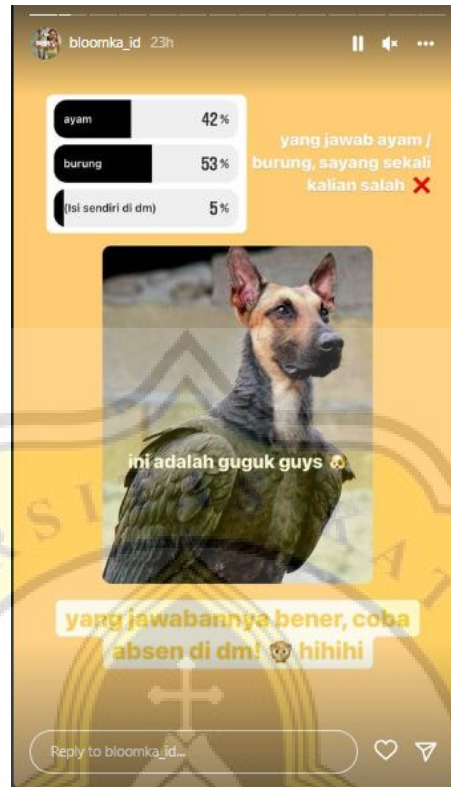 bloomka_id 23h
ayam 42%
burung 53%
(Isi sendiri di dm) 5%
yang jawab ayam /
burung, sayang sekali
kalian salah ❌
ini adalah guguk guys 🐶
yang jawabannya bener, coba
absen di dm! 🙊 hihihi
Reply to bloomka_id...